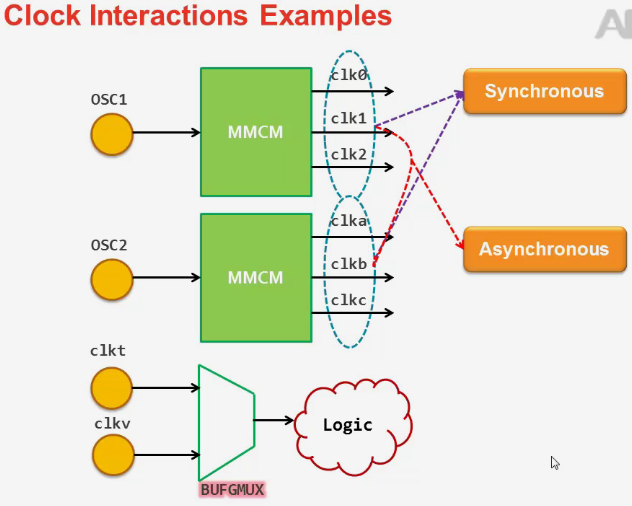 Clock Interactions Examples
OSC1
MMCM
clk0
clk1
clk2
Synchronous
OSC2
MMCM
clka
clkb
clkc
Asynchronous
clkt
clkv
BUFGMUX
Logic